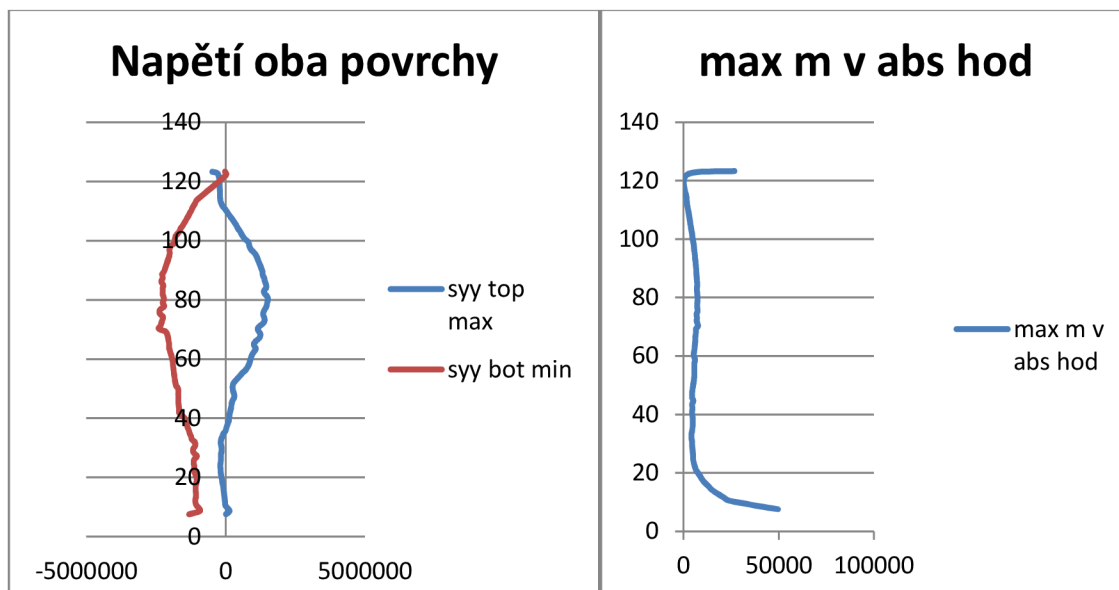 Napětí oba povrchy
140
120
100
80
60
40
20
0
-5000000 0 5000000
syy top
max
syy bot min
max m v abs hod
140
120
100
80
60
40
20
0
0 50000 100000
max m v
abs hod